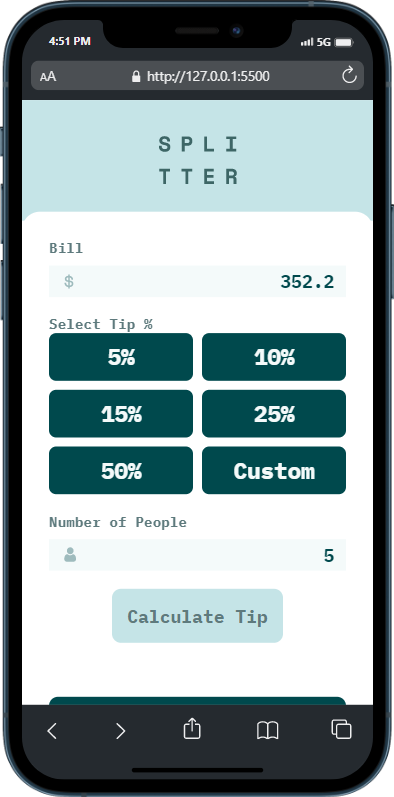 4:51 PM
5G
AA
http://127.0.0.1:5500
SPLI
TTER
Bill
$ 352.2
Select Tip %
5% 10%
15% 25%
50% Custom
Number of People
5
Calculate Tip